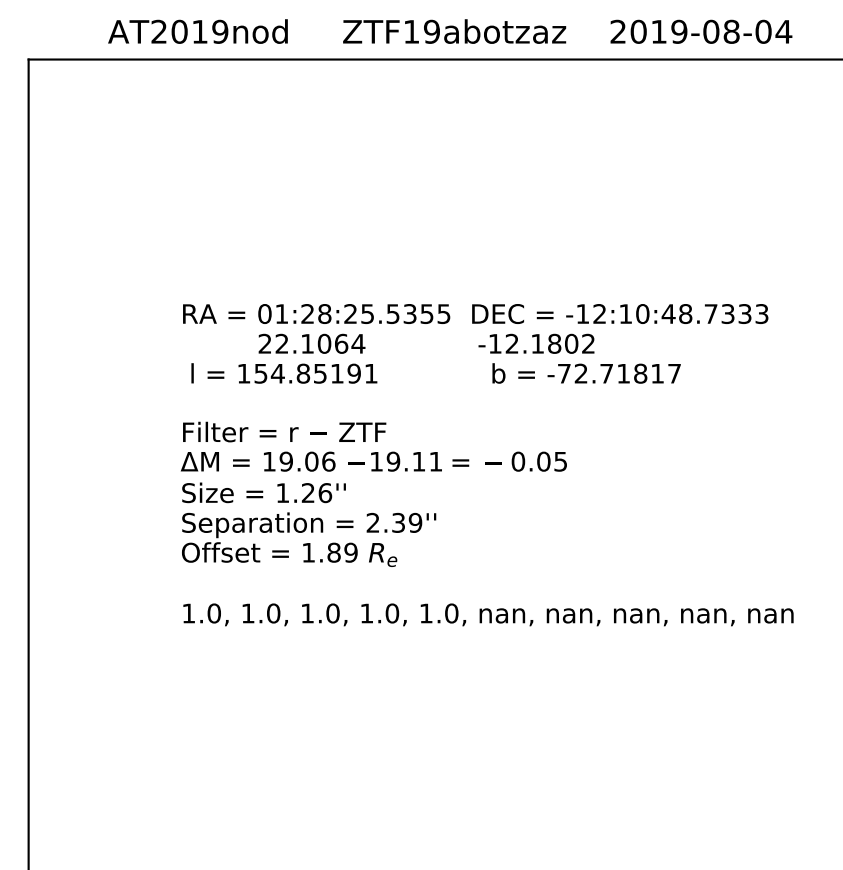 AT2019nod ZTF19abotzaz 2019-08-04
RA = 01:28:25.5355 DEC = -12:10:48.7333
22.1064 -12.1802
l = 154.85191 b = -72.71817
Filter = r − ZTF
ΔM = 19.06 −19.11 = − 0.05
Size = 1.26''
Separation = 2.39''
Offset = 1.89 Re
1.0, 1.0, 1.0, 1.0, 1.0, nan, nan, nan, nan, nan